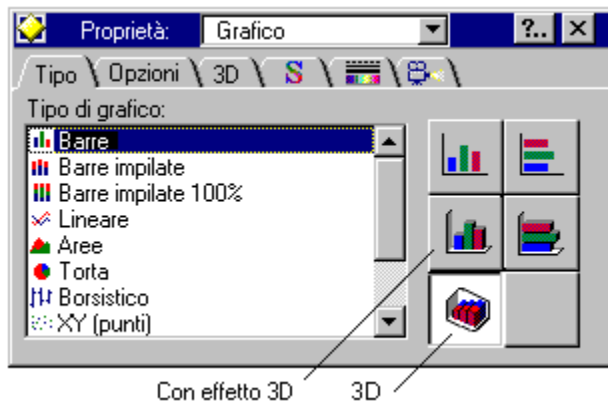 Proprietà: Grafico ?..
Tipo Opzioni 3D S
Tipo di grafico:
Barre
Barre impilate
Barre impilate 100%
Lineare
Aree
Torta
Borsistico
XY (punti)
Con effetto 3D 3D